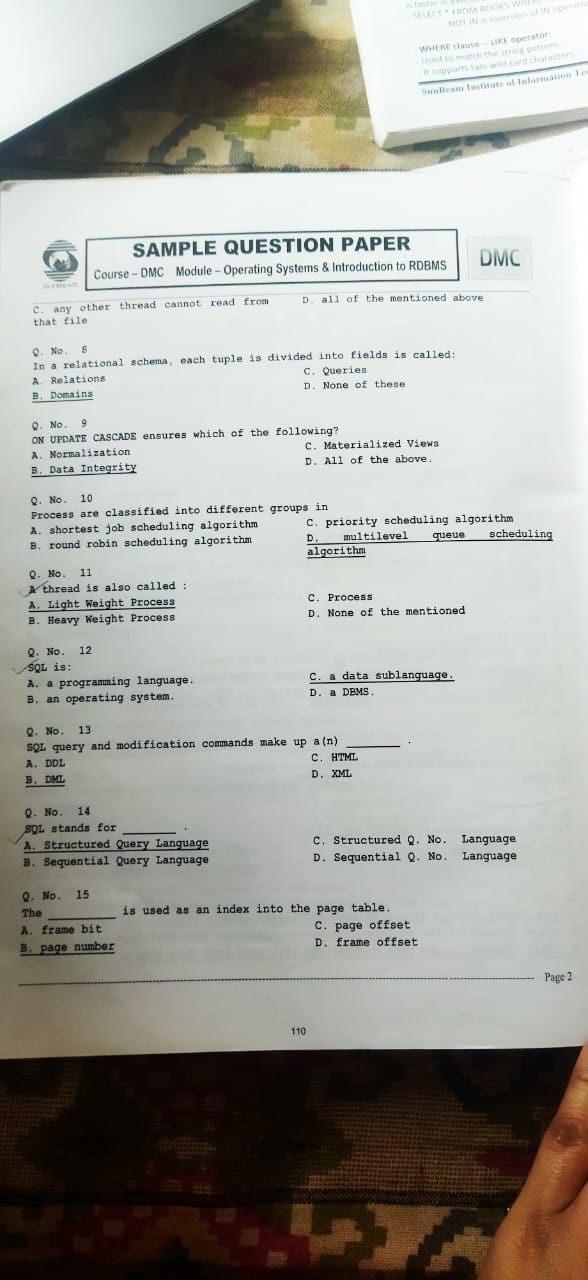 is faster in
- SELECT * FROM BOOKS WHERE
- NOT IN is inversion of IN operator
- WHERE clause – LIKE operator:
- Used to match the string pattern.
- It supports two wild card characters
SunBeam Institute of Information
SAMPLE QUESTION PAPER
Course – DMC Module – Operating Systems & Introduction to RDBMS
DMC
SUNBEAM
C. any other thread cannot read from D. all of the mentioned above
that file
Q. No. 8
In a relational schema, each tuple is divided into fields is called:
A. Relations C. Queries
B. Domains D. None of these
Q. No. 9
ON UPDATE CASCADE ensures which of the following?
A. Normalization C. Materialized Views
B. Data Integrity D. All of the above.
Q. No. 10
Process are classified into different groups in
A. shortest job scheduling algorithm C. priority scheduling algorithm
B. round robin scheduling algorithm D. multilevel queue scheduling
algorithm
Q. No. 11
A thread is also called :
A. Light Weight Process C. Process
B. Heavy Weight Process D. None of the mentioned
Q. No. 12
SQL is:
A. a programming language. C. a data sublanguage.
B. an operating system. D. a DBMS.
Q. No. 13
SQL query and modification commands make up a(n) ________ .
A. DDL C. HTML
B. DML D. XML
Q. No. 14
SQL stands for ________ .
A. Structured Query Language C. Structured Q. No. Language
B. Sequential Query Language D. Sequential Q. No. Language
Q. No. 15
The __________ is used as an index into the page table.
A. frame bit C. page offset
B. page number D. frame offset
Page 2
110